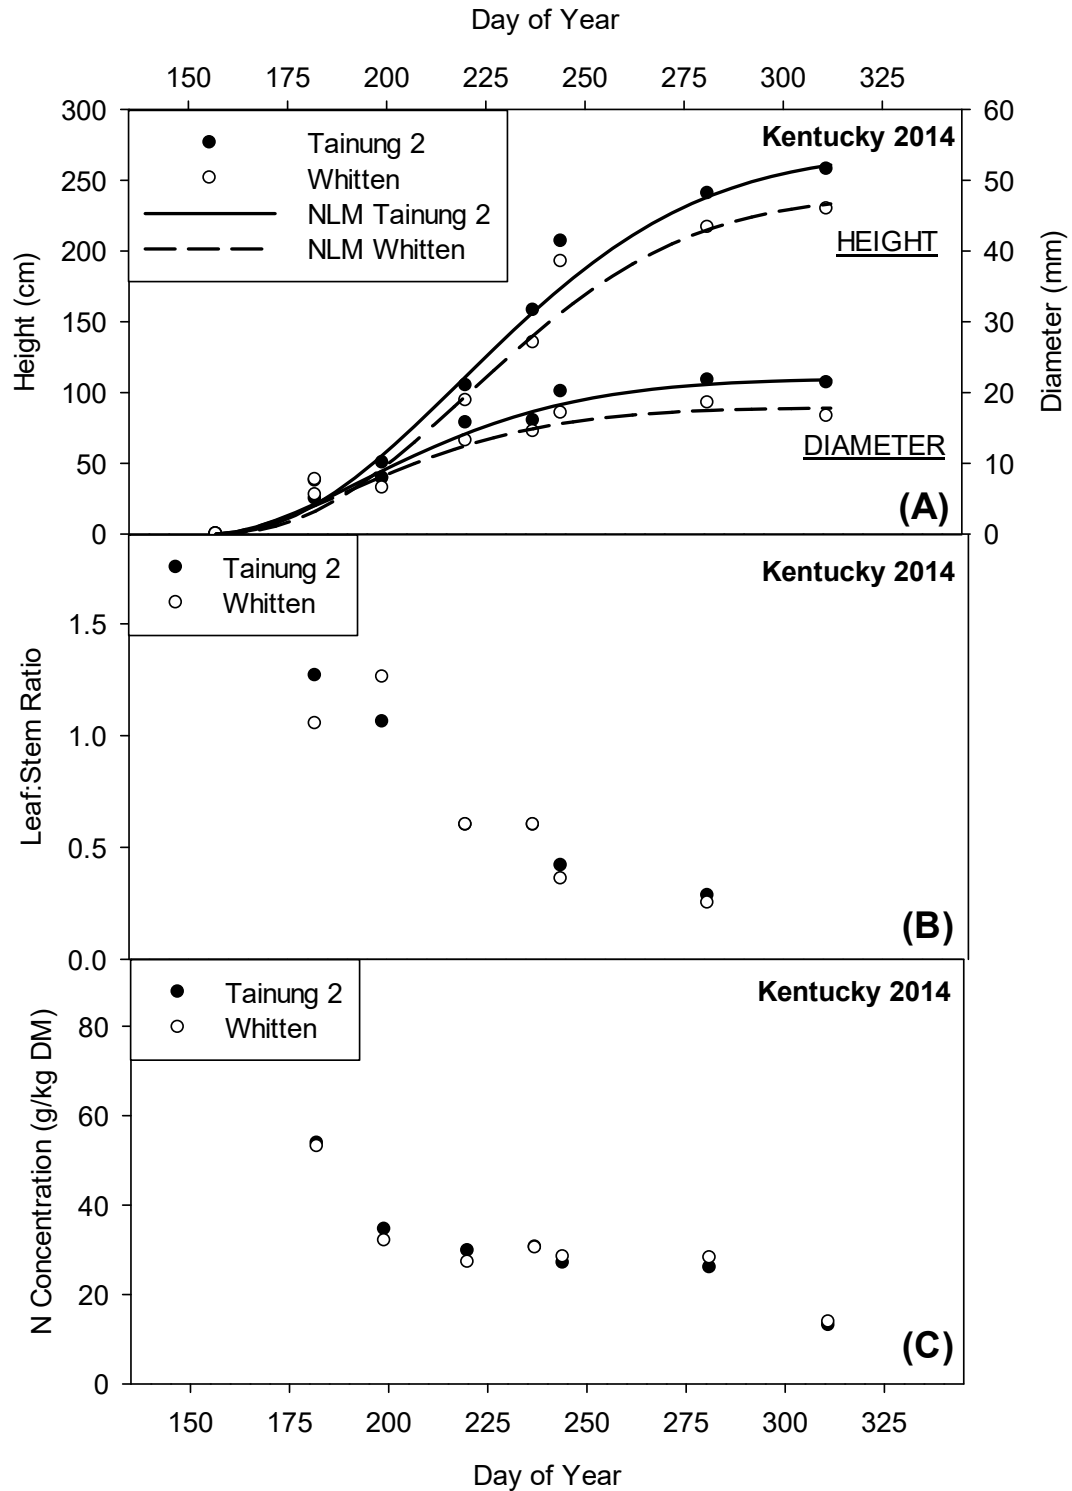 Day of Year
150 175 200 225 250 275 300 325
300 60
Tainung 2 Kentucky 2014
Whitten
250 50
NLM Tainung 2
NLM Whitten HEIGHT
200 40
Height (cm) Diameter (mm)
150 30
100 20
DIAMETER
50 10
(A)
0 0
Tainung 2 Kentucky 2014
Whitten
1.5
Leaf:Stem Ratio
1.0
0.5
(B)
0.0
Tainung 2 Kentucky 2014
Whitten
80
N Concentration (g/kg DM)
60
40
20
(C)
0
150 175 200 225 250 275 300 325
Day of Year